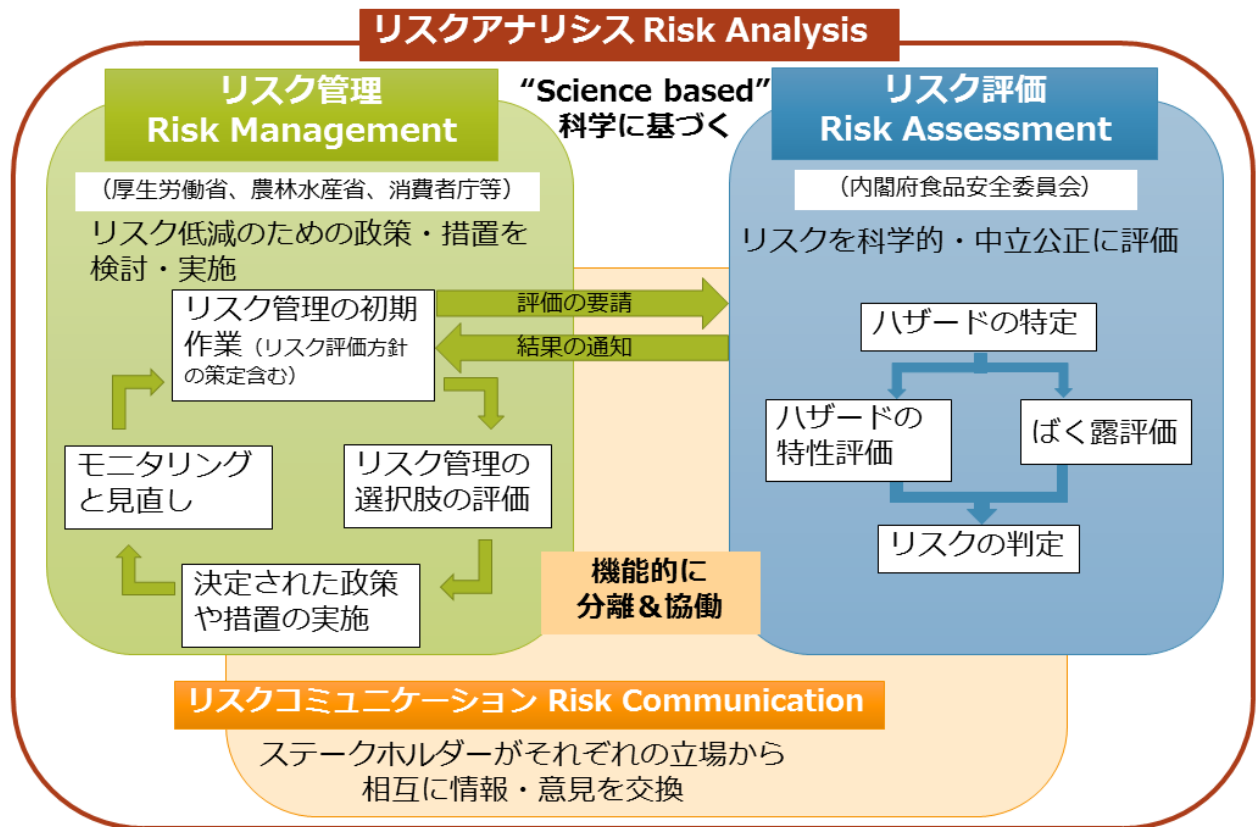 リスクアナリシス Risk Analysis
リスク管理
Risk Management
“Science based”
科学に基づく
リスク評価
Risk Assessment
（厚生労働省、農林水産省、消費者庁等）
リスク低減のための政策・措置を
検討・実施
（内閣府食品安全委員会）
リスクを科学的・中立公正に評価
リスク管理の初期
作業（リスク評価方針
の策定含む）
評価の要請
結果の通知
モニタリング
と見直し
リスク管理の
選択肢の評価
決定された政策
や措置の実施
ハザードの特定
ハザードの
特性評価
ばく露評価
リスクの判定
機能的に
分離＆協働
リスクコミュニケーション Risk Communication
ステークホルダーがそれぞれの立場から
相互に情報・意見を交換